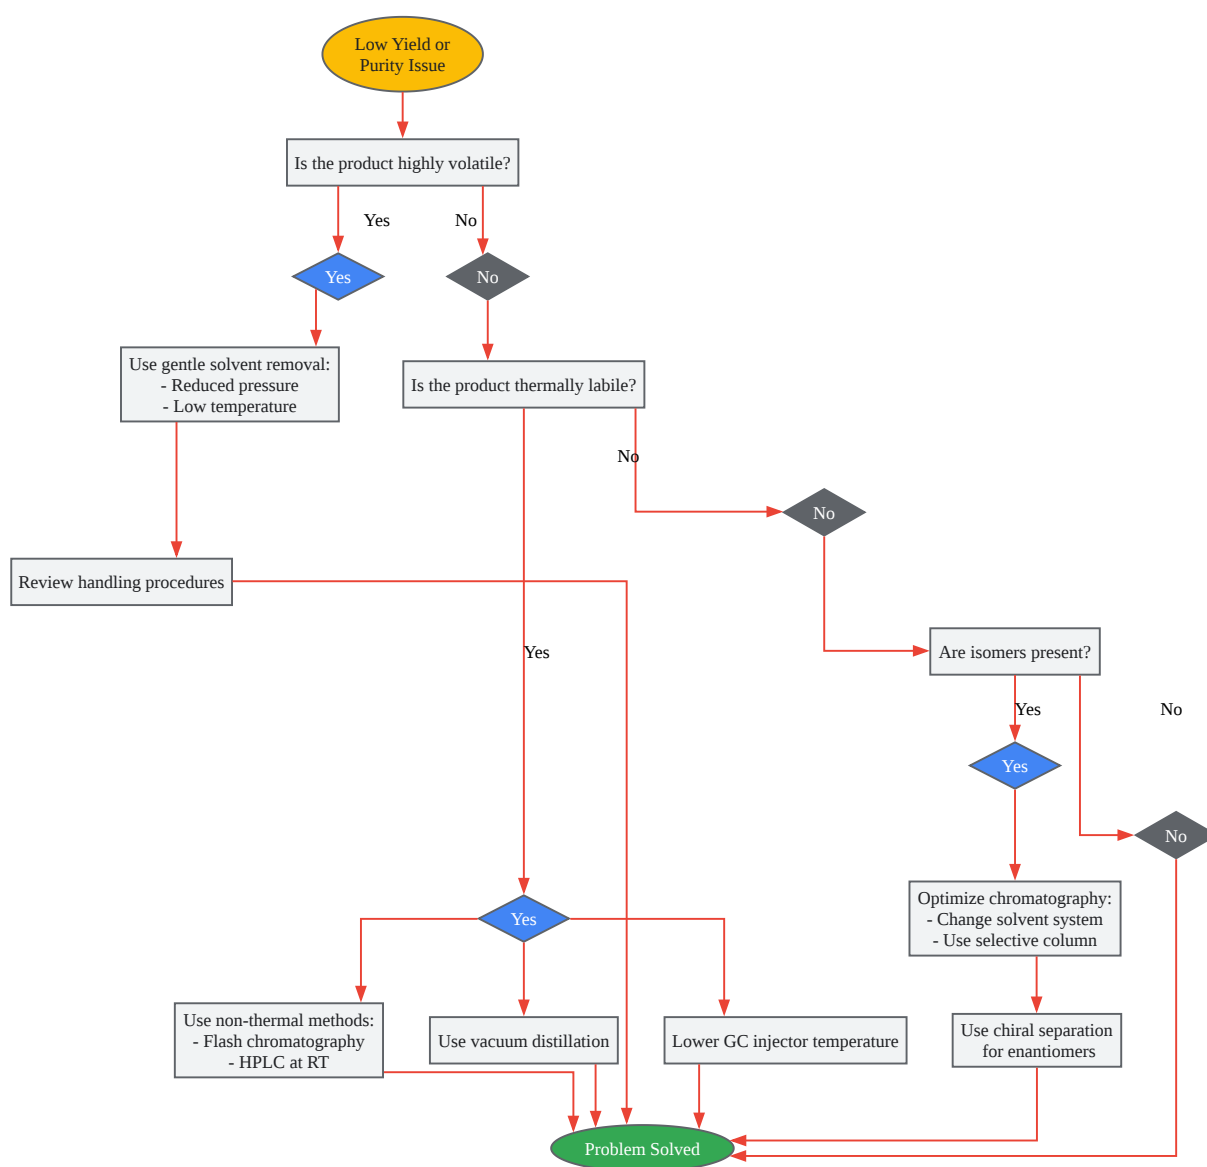 Low Yield or
Purity Issue
Is the product highly volatile?
Yes
No
Yes
No
Use gentle solvent removal:
- Reduced pressure
- Low temperature
Is the product thermally labile?
No
No
Review handling procedures
Yes
Are isomers present?
Yes
No
Yes
No
Optimize chromatography:
- Change solvent system
- Use selective column
Yes
Use non-thermal methods:
- Flash chromatography
- HPLC at RT
Use vacuum distillation
Lower GC injector temperature
Use chiral separation
for enantiomers
Problem Solved